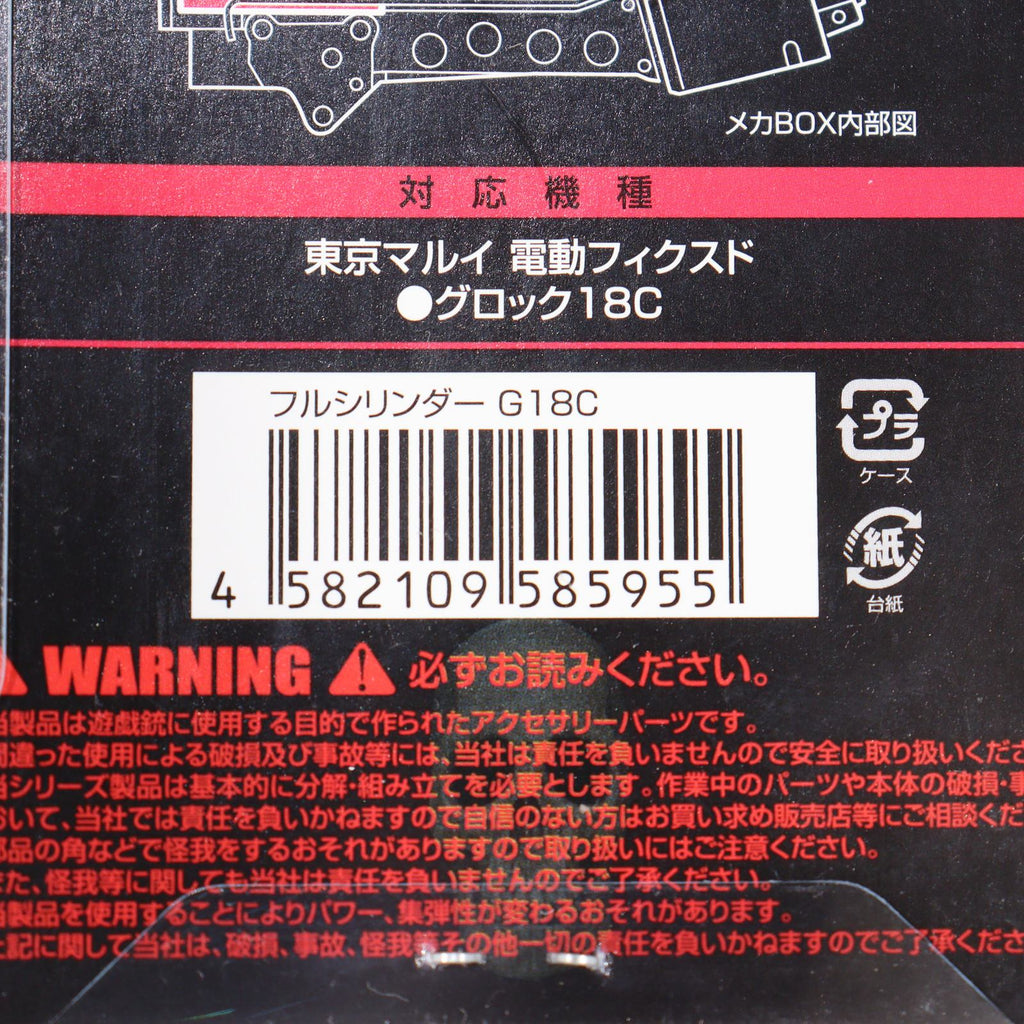 メカBOX内部図
対応機種
東京マルイ 電動フィクスド
●グロック18C
フルシリンダー G18C
4 582109 585955
プラ
ケース
紙
台紙
WARNING 必ずお読みください。
製品は遊戯銃に使用する目的で作られたアクセサリーパーツです。
違った使用による破損及び事故等には、当社は責任を負いませんので安全に取り扱いくださ
シリーズ製品は基本的に分解・組み立てを必要とします。作業中のパーツや本体の破損・事
おいて、当社では責任を負いかねますので自信のない方はお買い求め販売店等にご相談くだ
部品の角などで怪我をするおそれがありますので取り扱いにはご注意ください。
また、怪我等に関しても当社は責任を負いませんのでご了承ください。
製品を使用することによりパワー、集弾性が変わるおそれがあります。
記に関して当社は、破損、事故、怪我等その他一切の責任を負いかねますのでご了承くださ